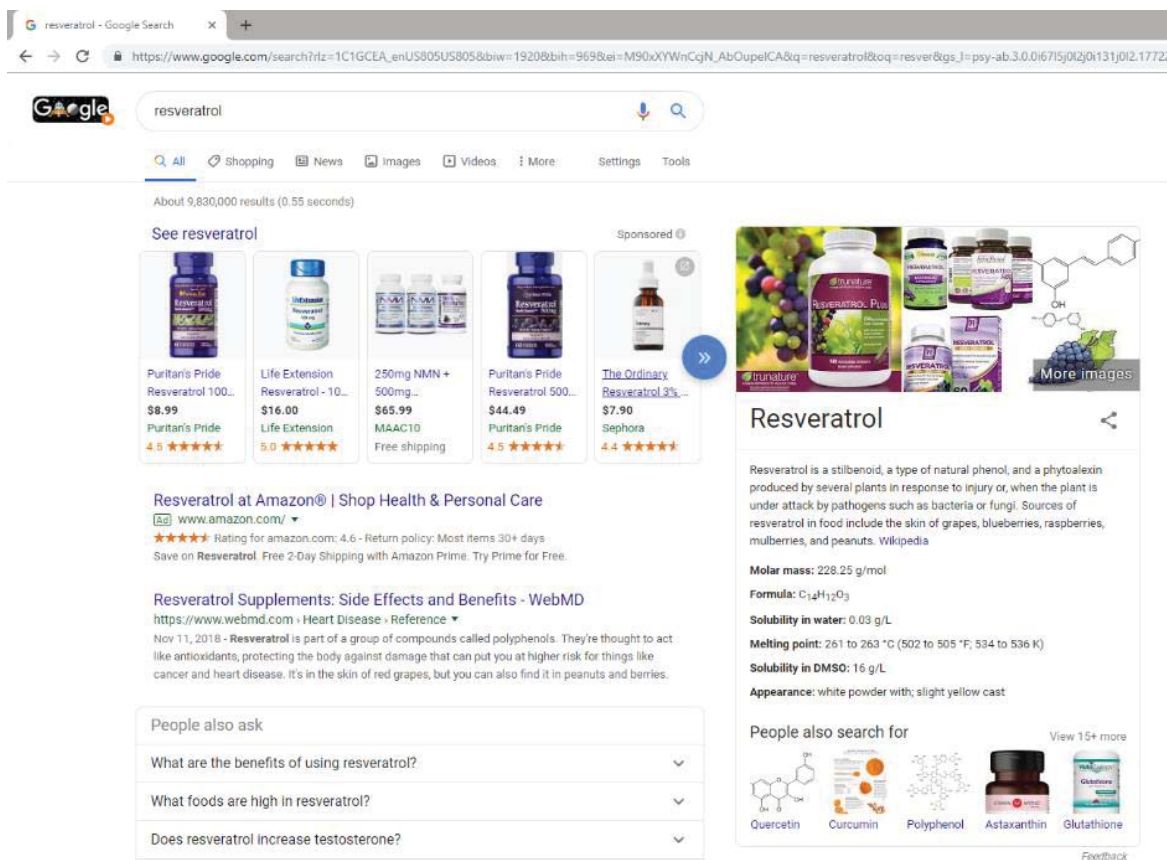 resveratrol - Google Search
https://www.google.com/search?rlz=1C1GCEA_enUS805US805&biw=1920&bih=969&ei=M90xXYWnCcjN_AbOupelCA&q=resveratrol&oq=resver&gs_l=psy-ab.3.0.0i67l5j0l2j0i131j0l2.17722
Google
resveratrol
All Shopping News Images Videos More Settings Tools
About 9,830,000 results (0.55 seconds)
See resveratrol
Sponsored
Puritan's Pride Life Extension 250mg NMN + Puritan's Pride The Ordinary
Resveratrol 100... Resveratrol - 10... 500mg... Resveratrol 500... Resveratrol 3% ...
$8.99 $16.00 $65.99 $44.49 $7.90
Puritan's Pride Life Extension MAAC10 Puritan's Pride Sephora
4.5 5.0 Free shipping 4.5 4.4
Resveratrol at Amazon® | Shop Health & Personal Care
Ad www.amazon.com/
Rating for amazon.com: 4.6 - Return policy: Most items 30+ days
Save on Resveratrol. Free 2-Day Shipping with Amazon Prime. Try Prime for Free.
Resveratrol Supplements: Side Effects and Benefits - WebMD
https://www.webmd.com › Heart Disease › Reference
Nov 11, 2018 - Resveratrol is part of a group of compounds called polyphenols. They're thought to act
like antioxidants, protecting the body against damage that can put you at higher risk for things like
cancer and heart disease. It's in the skin of red grapes, but you can also find it in peanuts and berries.
People also ask
What are the benefits of using resveratrol?
What foods are high in resveratrol?
Does resveratrol increase testosterone?
trunature
RESVERATROL PLUS
trunature
RESVERATROL
OH
More images
Resveratrol
Resveratrol is a stilbenoid, a type of natural phenol, and a phytoalexin
produced by several plants in response to injury or, when the plant is
under attack by pathogens such as bacteria or fungi. Sources of
resveratrol in food include the skin of grapes, blueberries, raspberries,
mulberries, and peanuts. Wikipedia
Molar mass: 228.25 g/mol
Formula: C₁₄H₁₂O₃
Solubility in water: 0.03 g/L
Melting point: 261 to 263 °C (502 to 505 °F; 534 to 536 K)
Solubility in DMSO: 16 g/L
Appearance: white powder with; slight yellow cast
People also search for
View 15+ more
Quercetin Curcumin Polyphenol Astaxanthin Glutathione
Feedback